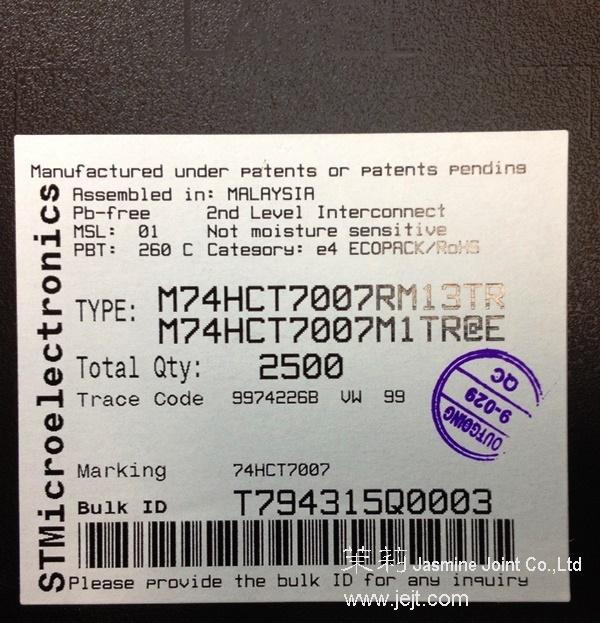 Manufactured under patents or patents pending
STMicroelectronics
Assembled in: MALAYSIA
Pb-free 2nd Level Interconnect
MSL: 01 Not moisture sensitive
PBT: 260 C Category: e4 ECOPACK/RoHS
TYPE: M74HCT7007RM13TR
M74HCT7007M1TR@E
Total Qty: 2500
Trace Code 9974226B VW 99
OUTGOING
9-029
QC
Marking 74HCT7007
Bulk ID T794315Q0003
茉莉 Jasmine Joint Co.,Ltd
Please provide the bulk ID for any inquiry
www.jejt.com